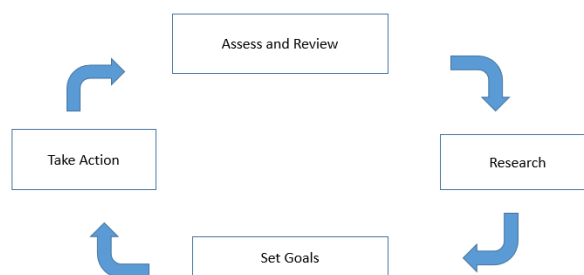 Assess and Review
Take Action
Research
Set Goals